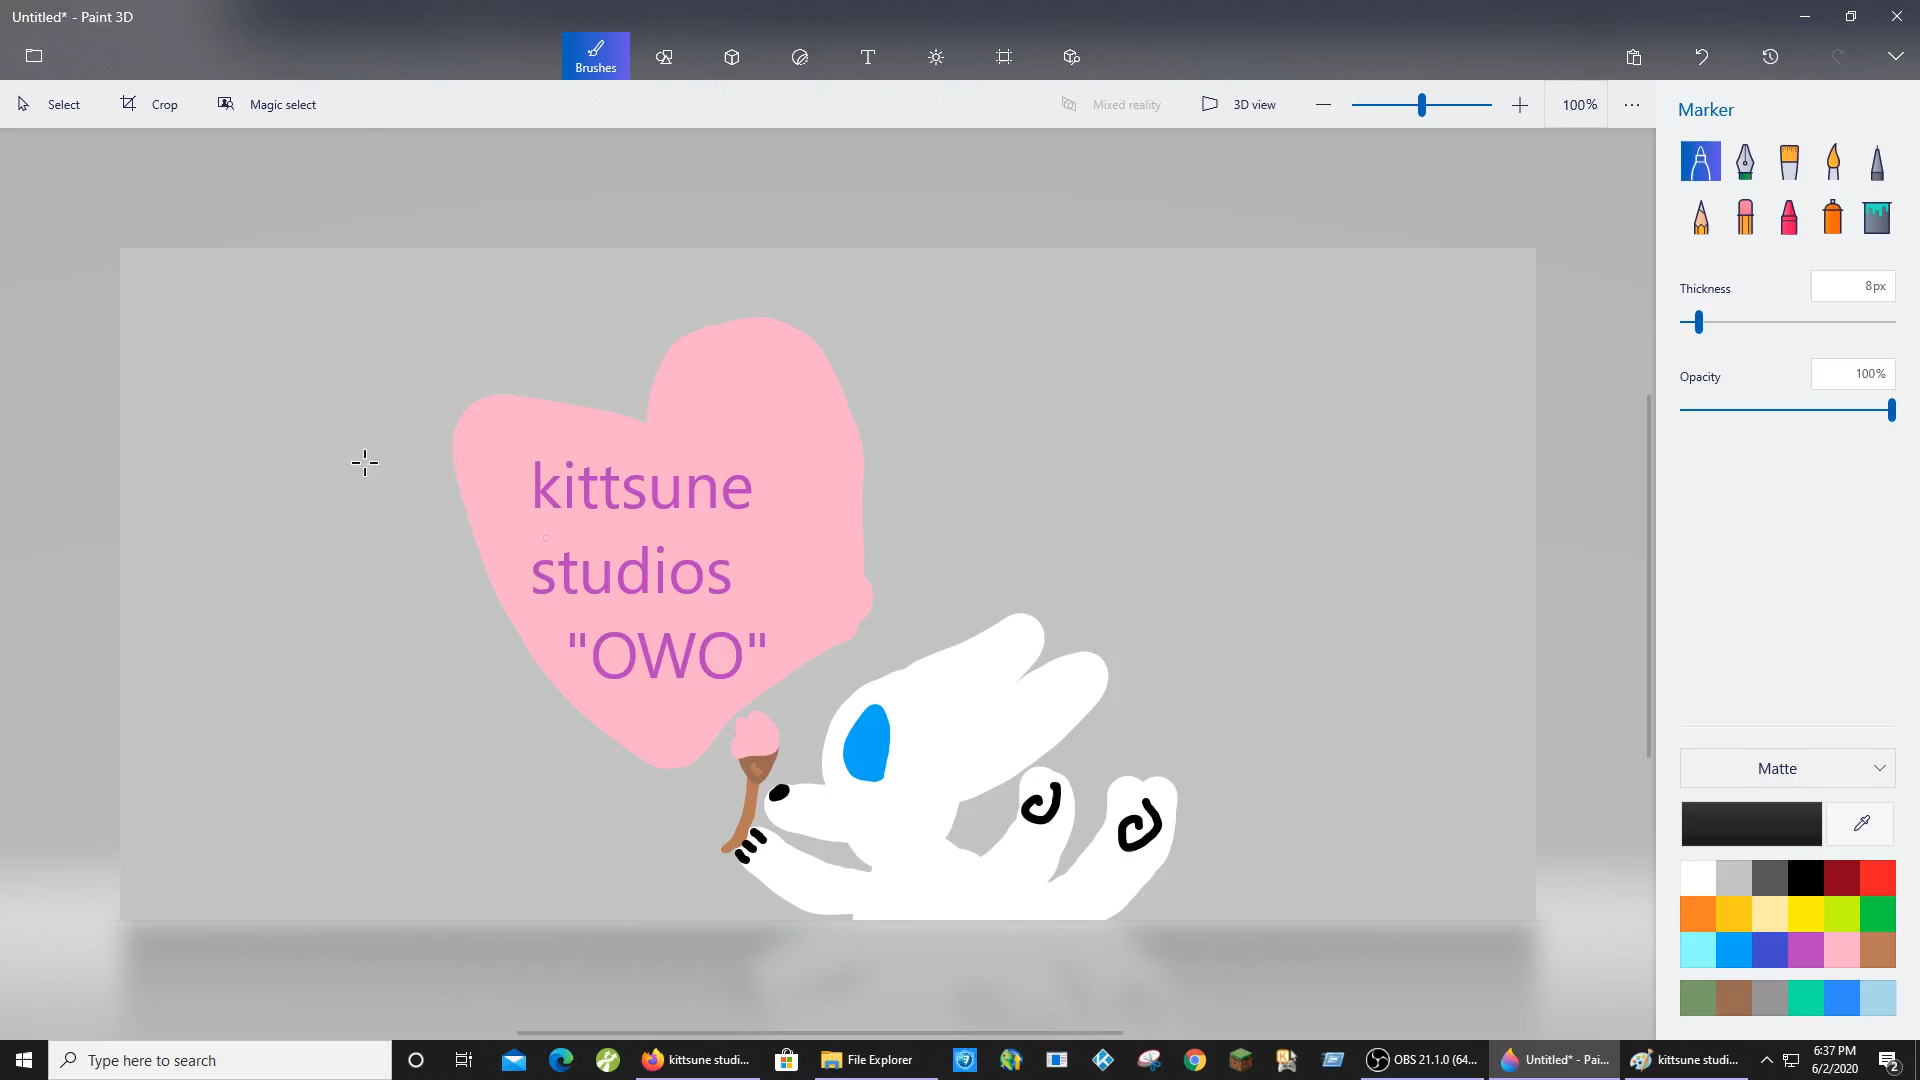 Untitled* - Paint 3D
Brushes
Select
Crop
Magic select
Mixed reality
3D view
100%
Marker
Thickness
8px
Opacity
100%
kittsune
studios
"OWO"
Matte
Type here to search
kittsune studi...
File Explorer
OBS 21.1.0 (64...
Untitled* - Pai...
kittsune studi...
6:37 PM
6/2/2020
2